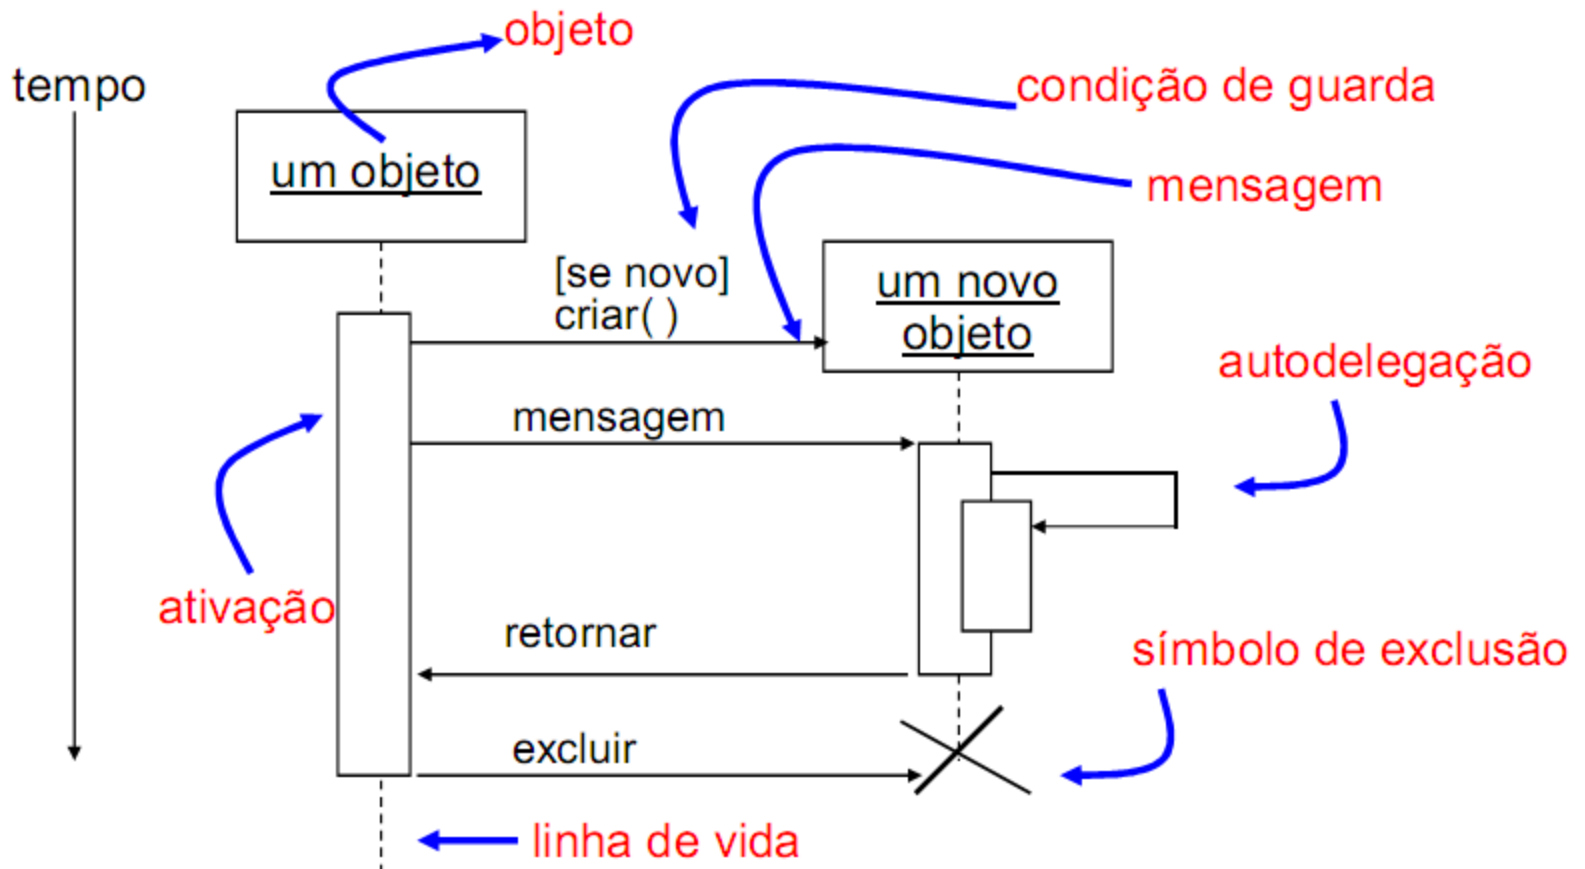 objeto
tempo
condição de guarda
um objeto
mensagem
[se novo]
criar( )
um novo
objeto
autodelegação
mensagem
ativação
retornar
símbolo de exclusão
excluir
linha de vida